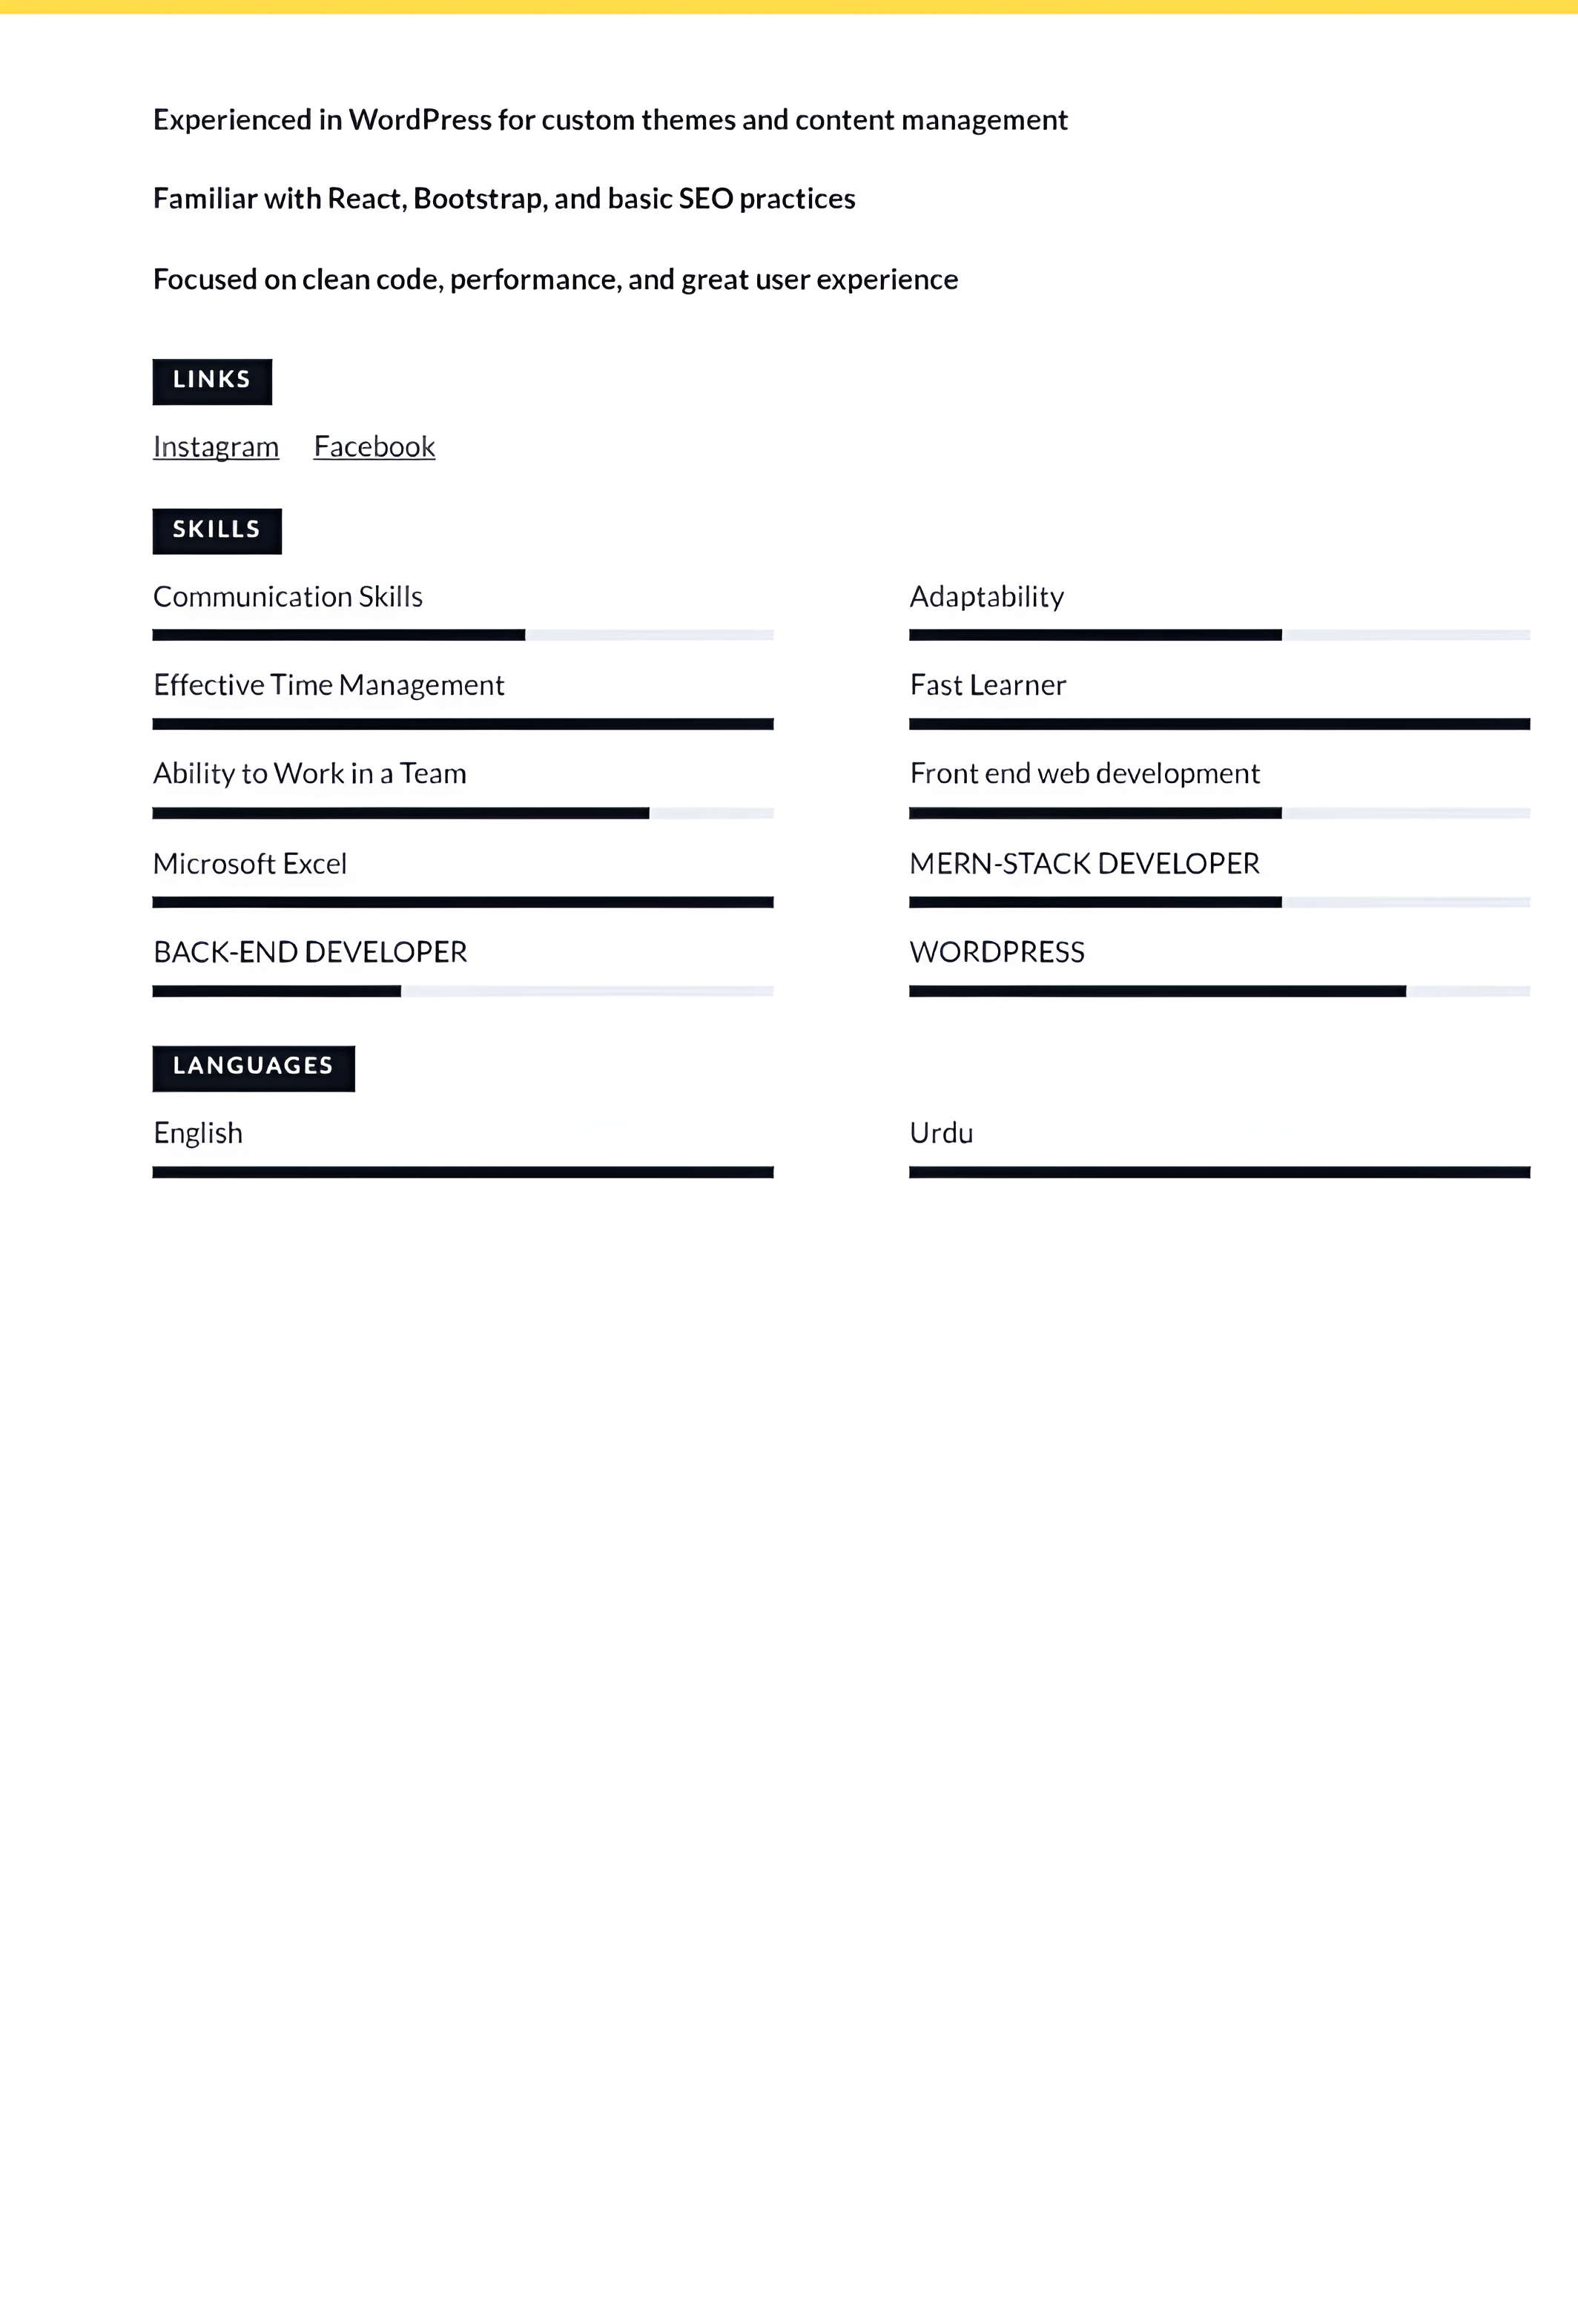 Experienced in WordPress for custom themes and content management
Familiar with React, Bootstrap, and basic SEO practices
Focused on clean code, performance, and great user experience
LINKS
Instagram Facebook
SKILLS
Communication Skills Adaptability
Effective Time Management Fast Learner
Ability to Work in a Team Front end web development
Microsoft Excel MERN-STACK DEVELOPER
BACK-END DEVELOPER WORDPRESS
LANGUAGES
English Urdu